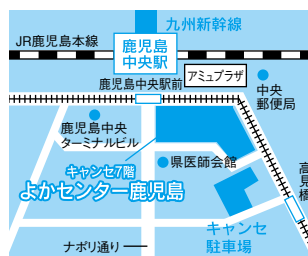 九州新幹線
JR鹿児島本線
鹿児島
中央駅
アミュプラザ
中央
郵便局
鹿児島中央駅前
鹿児島中央
ターミナルビル
キャンセ7階
よかセンター鹿児島
県医師会館
高見橋
キャンセ
駐車場
ナポリ通り